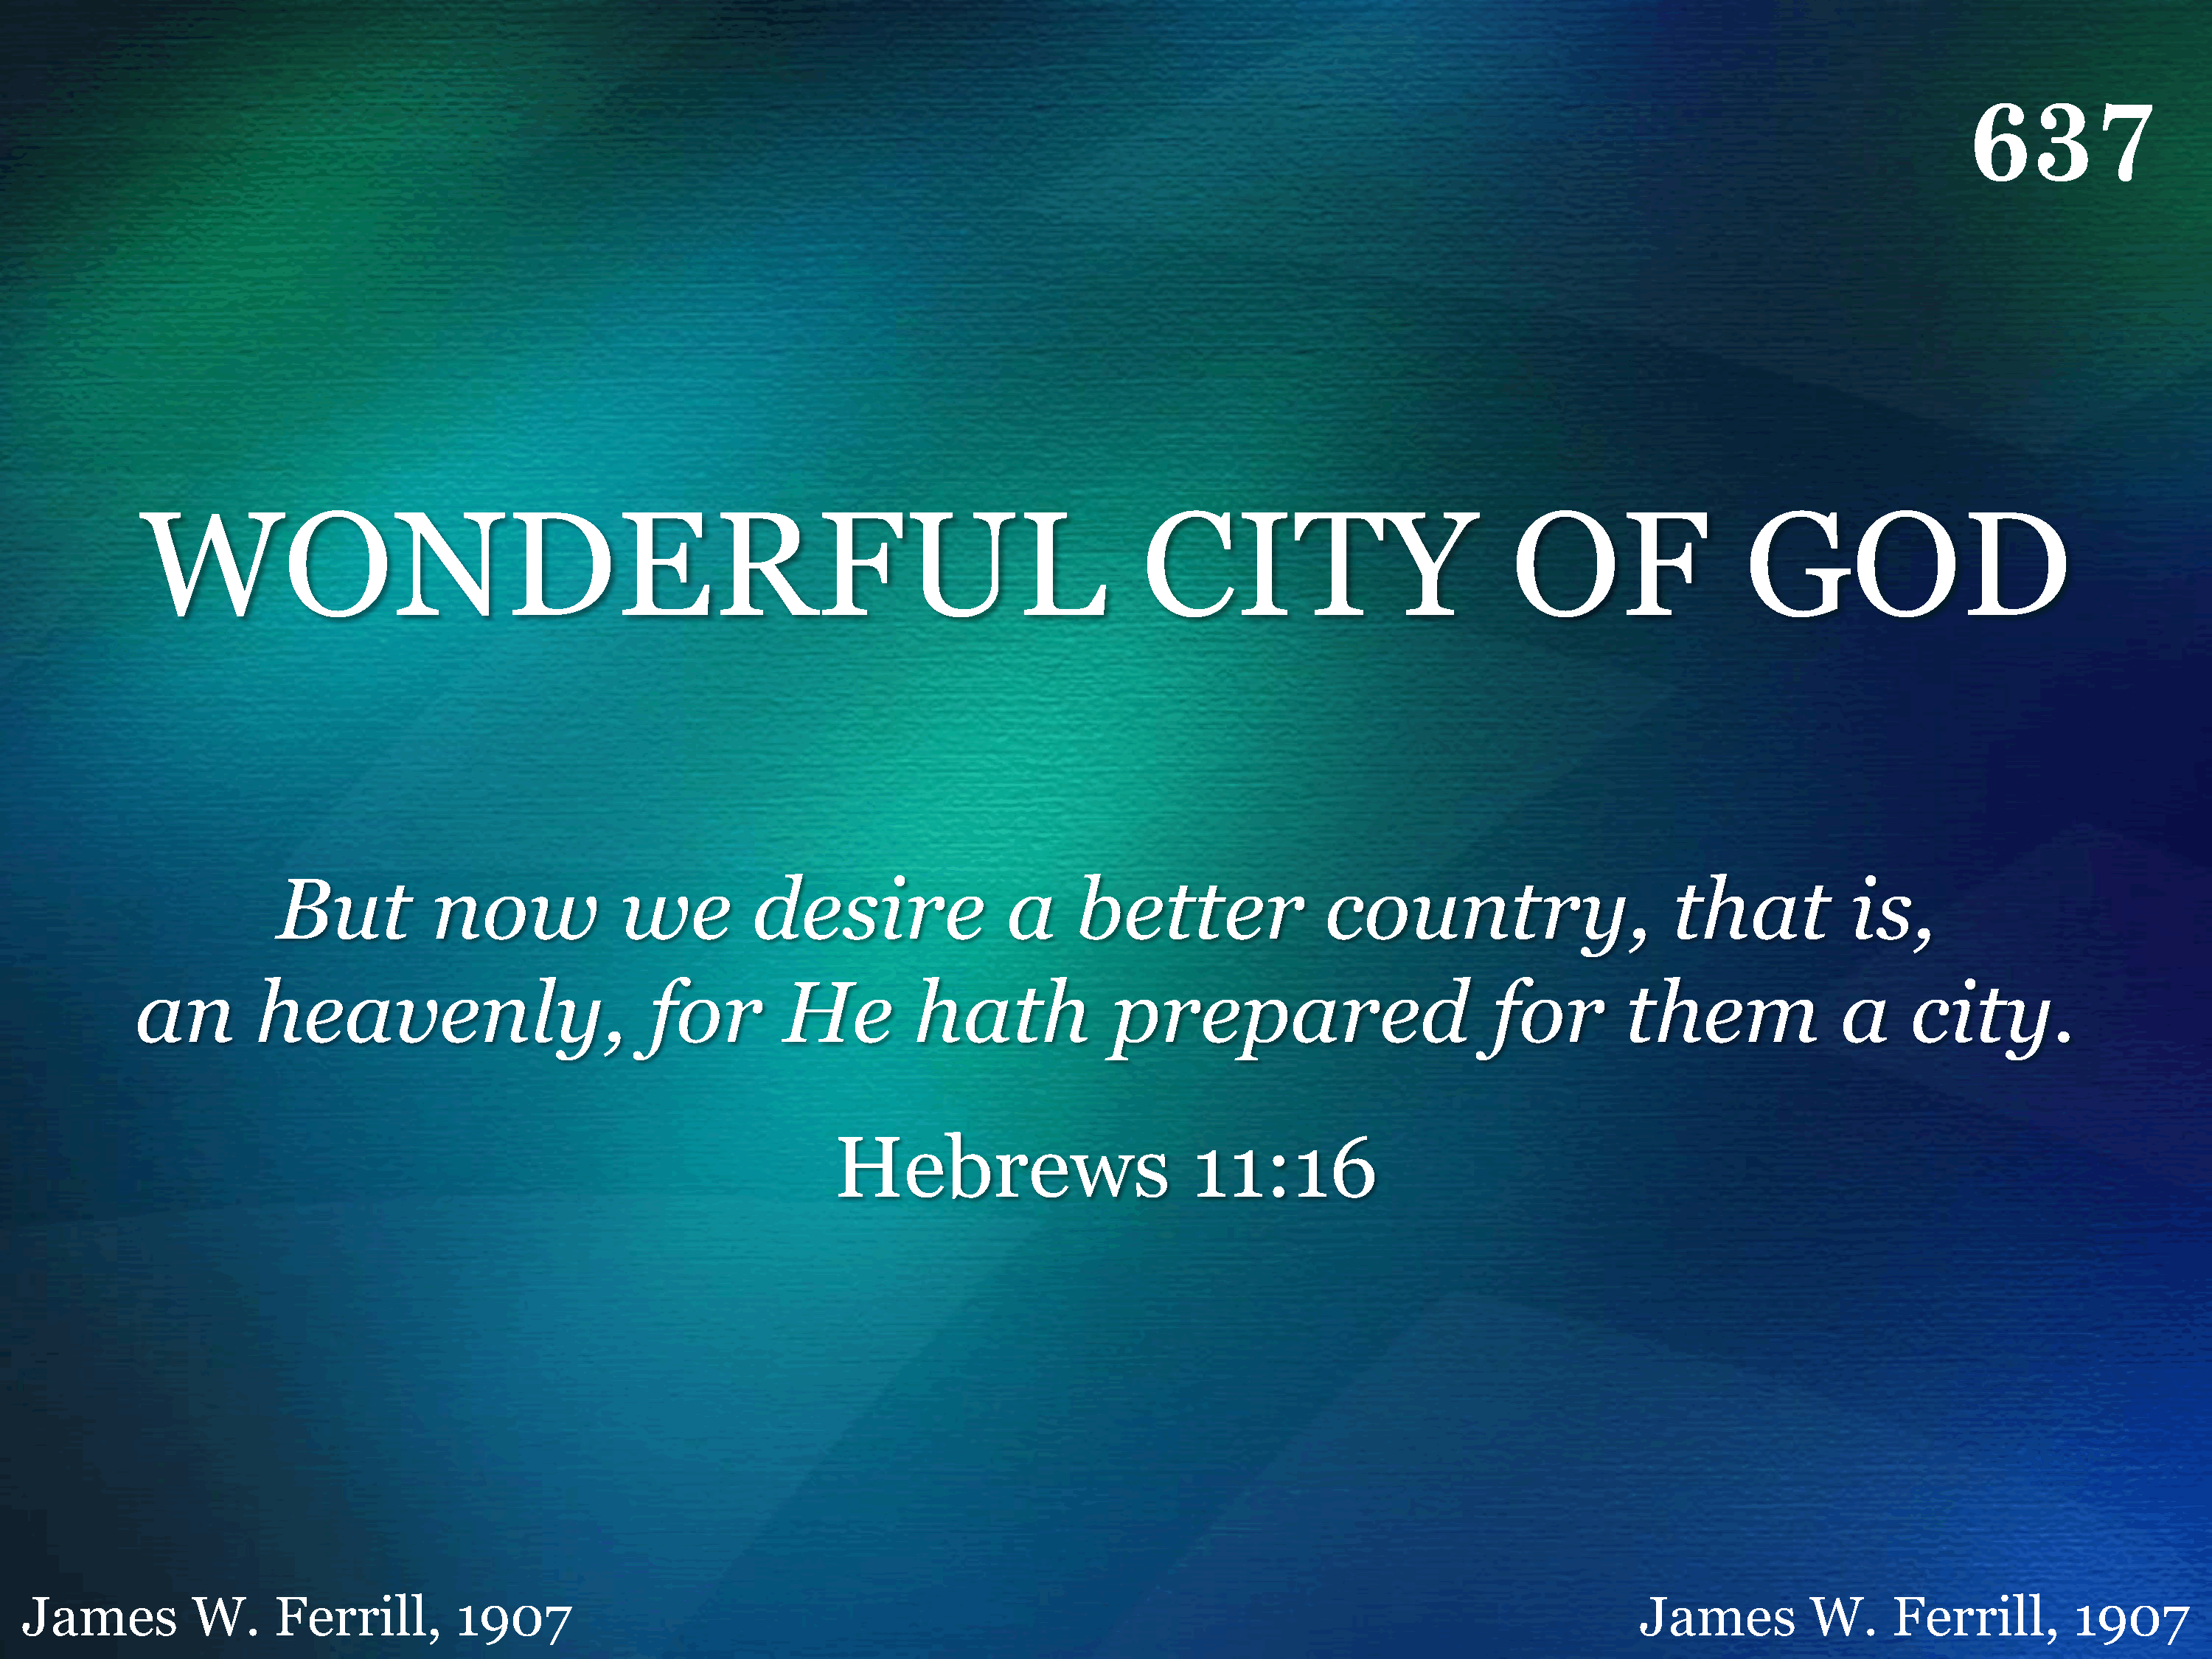 637
WONDERFUL CITY OF GOD
But now we desire a better country, that is,
an heavenly, for He hath prepared for them a city.
Hebrews 11:16
James W. Ferrill, 1907
James W. Ferrill, 1907